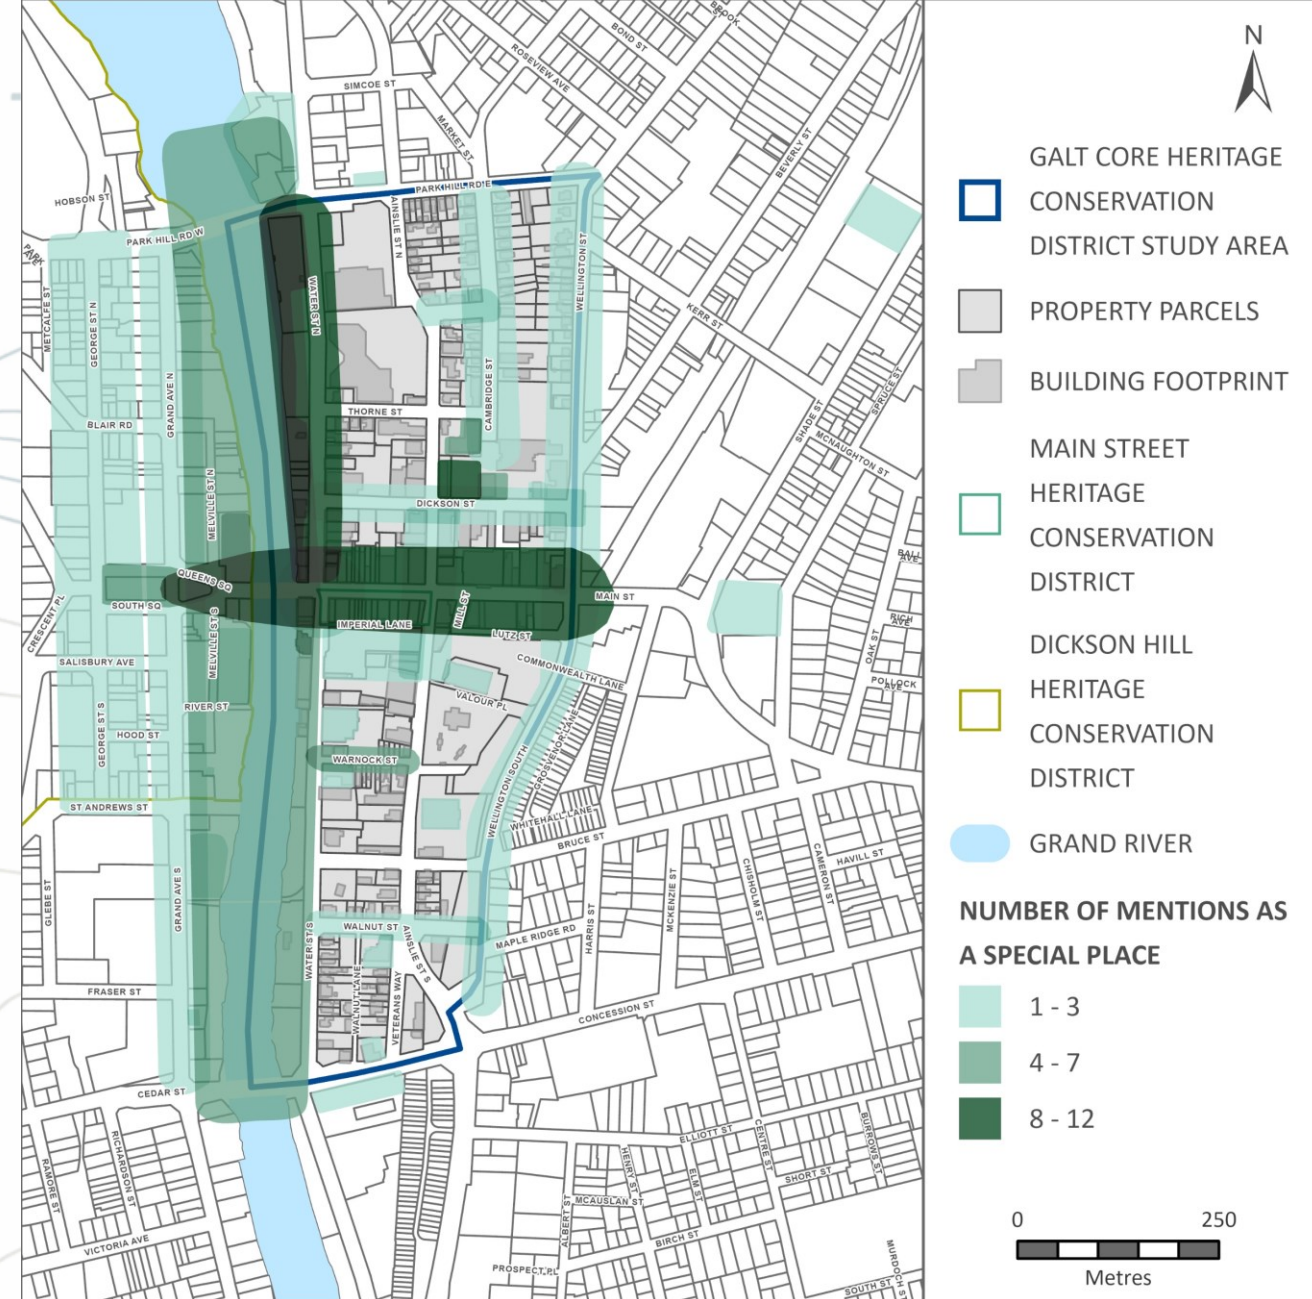 BROOK
BOND ST
ROSEVIEW AVE
SIMCOE ST
MARKET ST
BEVERLY ST
HOBSON ST
PARK HILL RD E
PARK HILL RD W
PARK AVE
AINSLIE ST N
WATER ST N
WELLINGTON ST
METCALFE ST
GEORGE ST N
GRAND AVE N
KERR ST
CAMBRIDGE ST
SPRUCE ST
SHADE ST
THORNE ST
BLAIR RD
MCNAUGHTON ST
MELVILLE ST N
DICKSON ST
BALL AVE
QUEENS SQ
SOUTH SQ
MAIN ST
MILL ST
IMPERIAL LANE
LUTZ ST
CRESCENT PL
MELVILLE ST S
RICH AVE
OAK ST
SALISBURY AVE
COMMONWEALTH LANE
POLLOCK AVE
VALOUR PL
RIVER ST
GEORGE ST S
HOOD ST
GROSVENOR LANE
WARNOCK ST
WELLINGTON SOUTH
ST ANDREWS ST
WHITEHALL LANE
BRUCE ST
HAVILL ST
CAMERON ST
CHISHOLM ST
MCKENZIE ST
GLEBE ST
GRAND AVE S
HARRIS ST
WALNUT ST
MAPLE RIDGE RD
WATER ST S
AINSLIE ST S
WALNUT LANE
VETERANS WAY
FRASER ST
CONCESSION ST
CEDAR ST
ELLIOTT ST
CENTRE ST
BURROWS ST
RICHARDSON ST
RAMORE ST
HENRY ST
ELM ST
SHORT ST
MCAUSLAN ST
ALBERT ST
VICTORIA AVE
BIRCH ST
PROSPECT PL
MURDOCH ST
SOUTH ST
N
GALT CORE HERITAGE
CONSERVATION
DISTRICT STUDY AREA
PROPERTY PARCELS
BUILDING FOOTPRINT
MAIN STREET
HERITAGE
CONSERVATION
DISTRICT
DICKSON HILL
HERITAGE
CONSERVATION
DISTRICT
GRAND RIVER
NUMBER OF MENTIONS AS
A SPECIAL PLACE
1 - 3
4 - 7
8 - 12
0 250
Metres